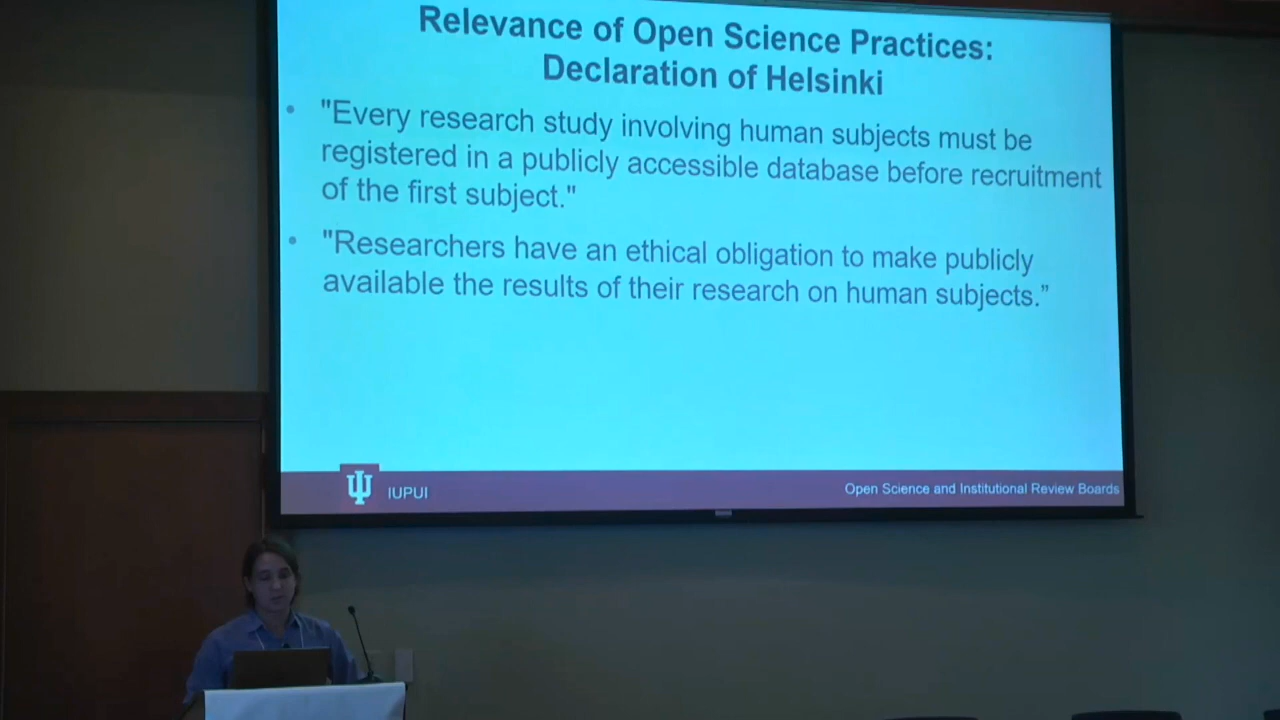 Relevance of Open Science Practices:
Declaration of Helsinki
• "Every research study involving human subjects must be
registered in a publicly accessible database before recruitment
of the first subject."
• "Researchers have an ethical obligation to make publicly
available the results of their research on human subjects.”
IUPUI
Open Science and Institutional Review Boards